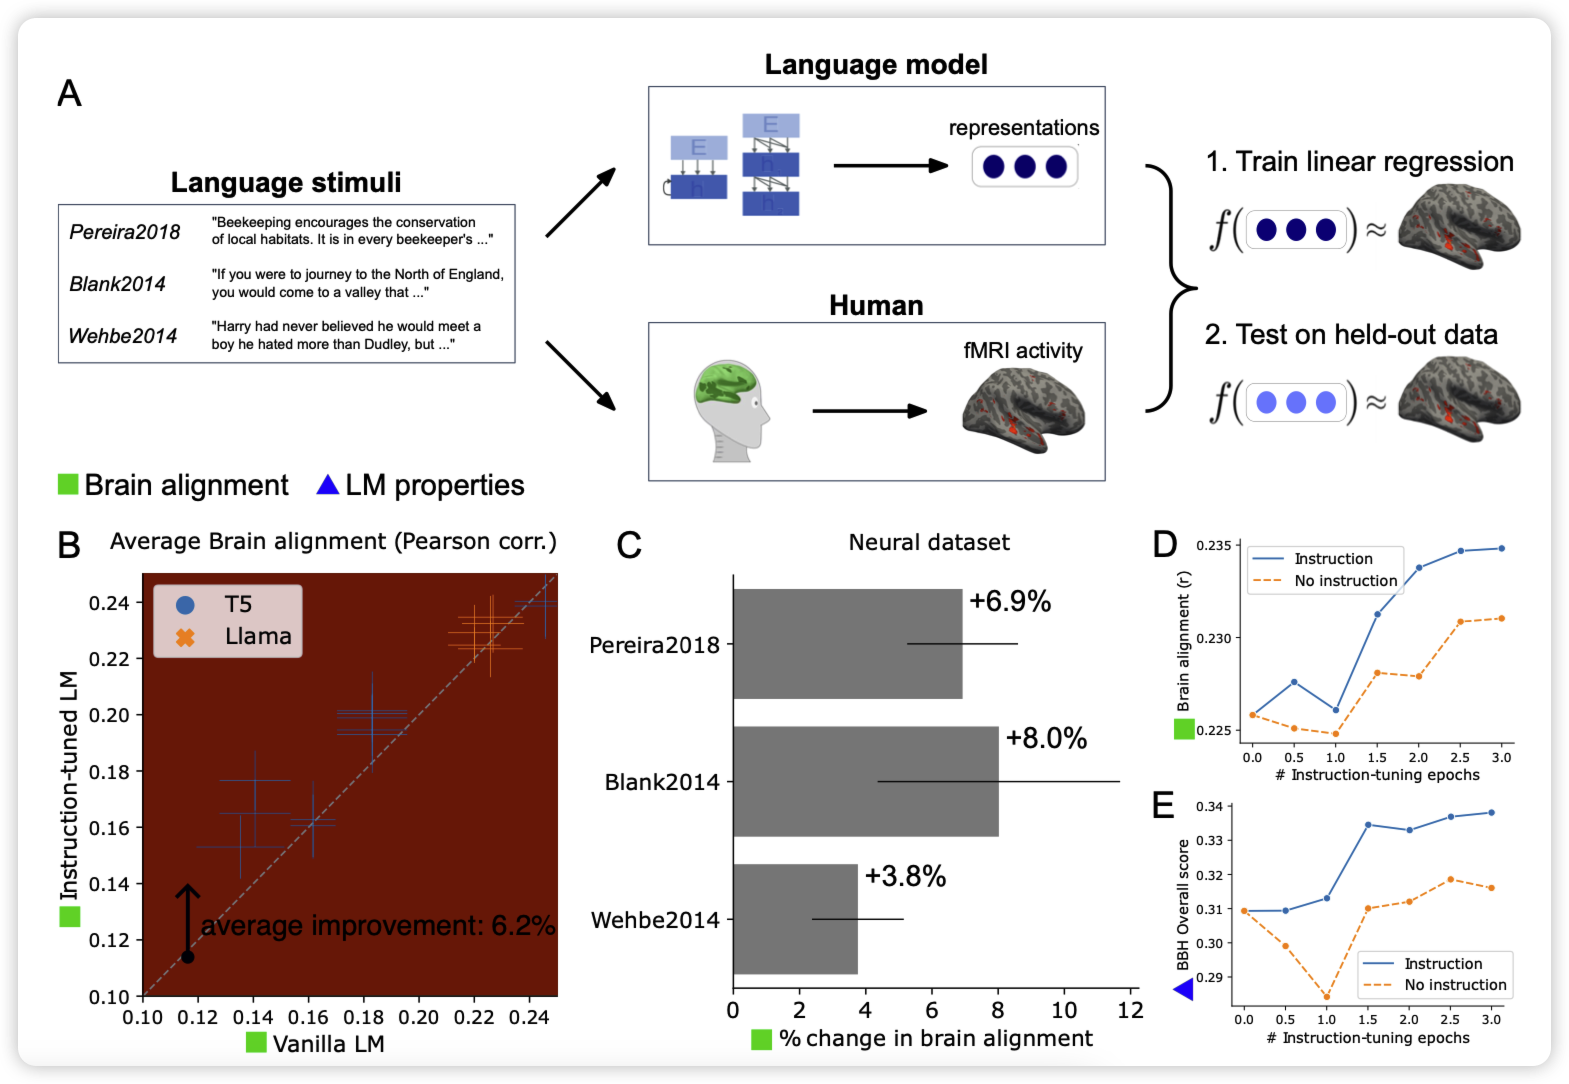 A
Language stimuli
Pereira2018
"Beekeeping encourages the conservation
of local habitats. It is in every beekeeper's ..."
Blank2014
"If you were to journey to the North of England,
you would come to a valley that ..."
Wehbe2014
"Harry had never believed he would meet a
boy he hated more than Dudley, but ..."
Language model
E
h
E
h
h
representations
Human
fMRI activity
1. Train linear regression
f( ) ≈
2. Test on held-out data
f( ) ≈
Brain alignment
LM properties
B
Average Brain alignment (Pearson corr.)
T5
Llama
0.24
0.22
0.20
0.18
0.16
0.14
0.12
0.10
Instruction-tuned LM
average improvement: 6.2%
0.10 0.12 0.14 0.16 0.18 0.20 0.22 0.24
Vanilla LM
C
Neural dataset
Pereira2018
+6.9%
Blank2014
+8.0%
Wehbe2014
+3.8%
0 2 4 6 8 10 12
% change in brain alignment
D
Brain alignment (r)
0.235
0.230
0.225
Instruction
No instruction
0.0 0.5 1.0 1.5 2.0 2.5 3.0
# Instruction-tuning epochs
E
BBH Overall score
0.34
0.33
0.32
0.31
0.30
0.29
Instruction
No instruction
0.0 0.5 1.0 1.5 2.0 2.5 3.0
# Instruction-tuning epochs